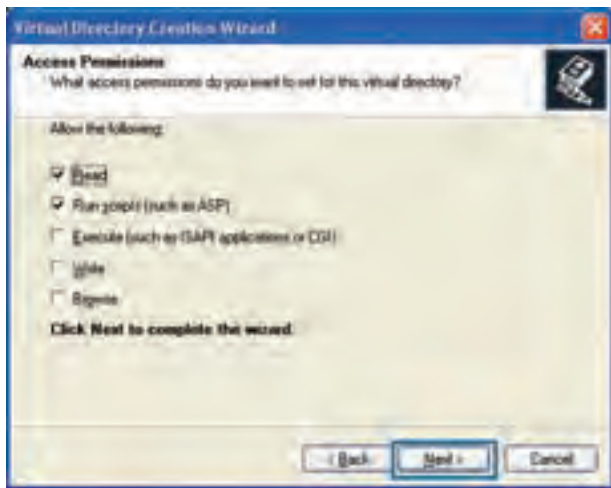 Virtual Directory Creation Wizard
Access Permissions
What access permissions do you want to set for this virtual directory?
Allow the following:
Read
Run scripts (such as ASP)
Execute (such as ISAPI applications or CGI)
Write
Browse
Click Next to complete the wizard.
< Back
Next >
Cancel